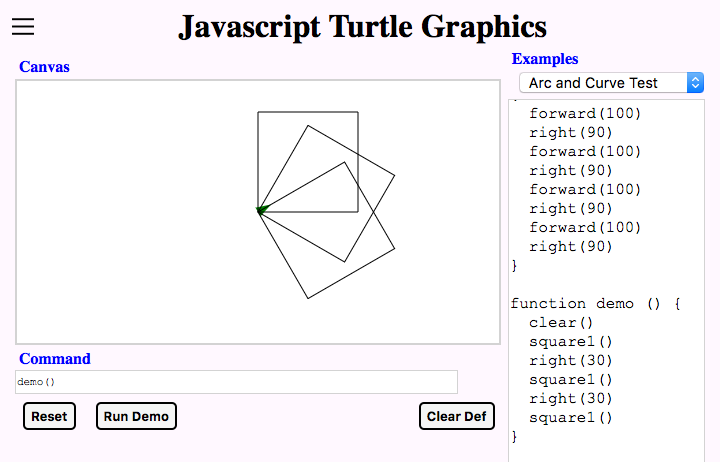 Javascript Turtle Graphics
Canvas
Command
demo()
Reset
Run Demo
Clear Def
Examples
Arc and Curve Test
forward(100)
right(90)
forward(100)
right(90)
forward(100)
right(90)
forward(100)
right(90)
}
function demo () {
clear()
square1()
right(30)
square1()
right(30)
square1()
}